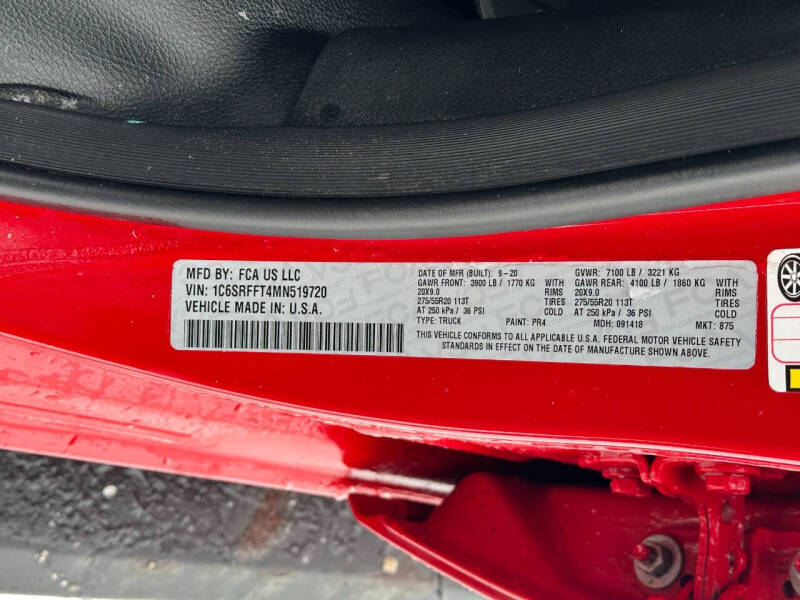 MFD BY: FCA US LLC
VIN: 1C6SRFFT4MN519720
VEHICLE MADE IN: U.S.A.
DATE OF MFR (BUILT): 9-20 GVWR: 7100 LB / 3221 KG
GAWR FRONT: 3900 LB / 1770 KG WITH GAWR REAR: 4100 LB / 1860 KG WITH
20X9.0 RIMS 20X9.0 RIMS
275/55R20 113T TIRES 275/55R20 113T TIRES
AT 250 kPa / 36 PSI COLD AT 250 kPa / 36 PSI COLD
TYPE: TRUCK PAINT: PR4 MDH: 091418 MKT: 875
THIS VEHICLE CONFORMS TO ALL APPLICABLE U.S.A. FEDERAL MOTOR VEHICLE SAFETY
STANDARDS IN EFFECT ON THE DATE OF MANUFACTURE SHOWN ABOVE.